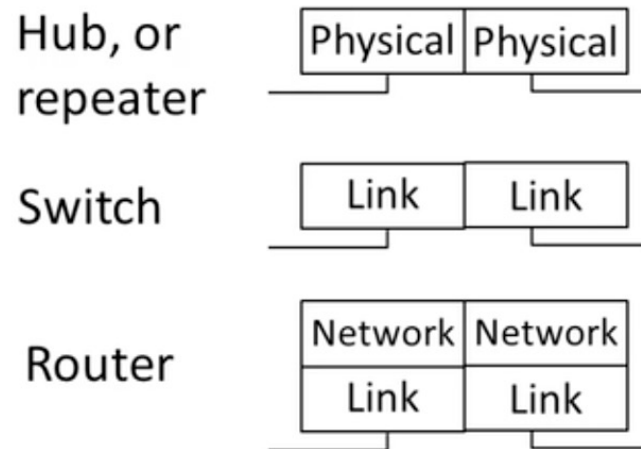 Hub, or
repeater
Physical Physical
Switch
Link Link
Router
Network Network
Link Link